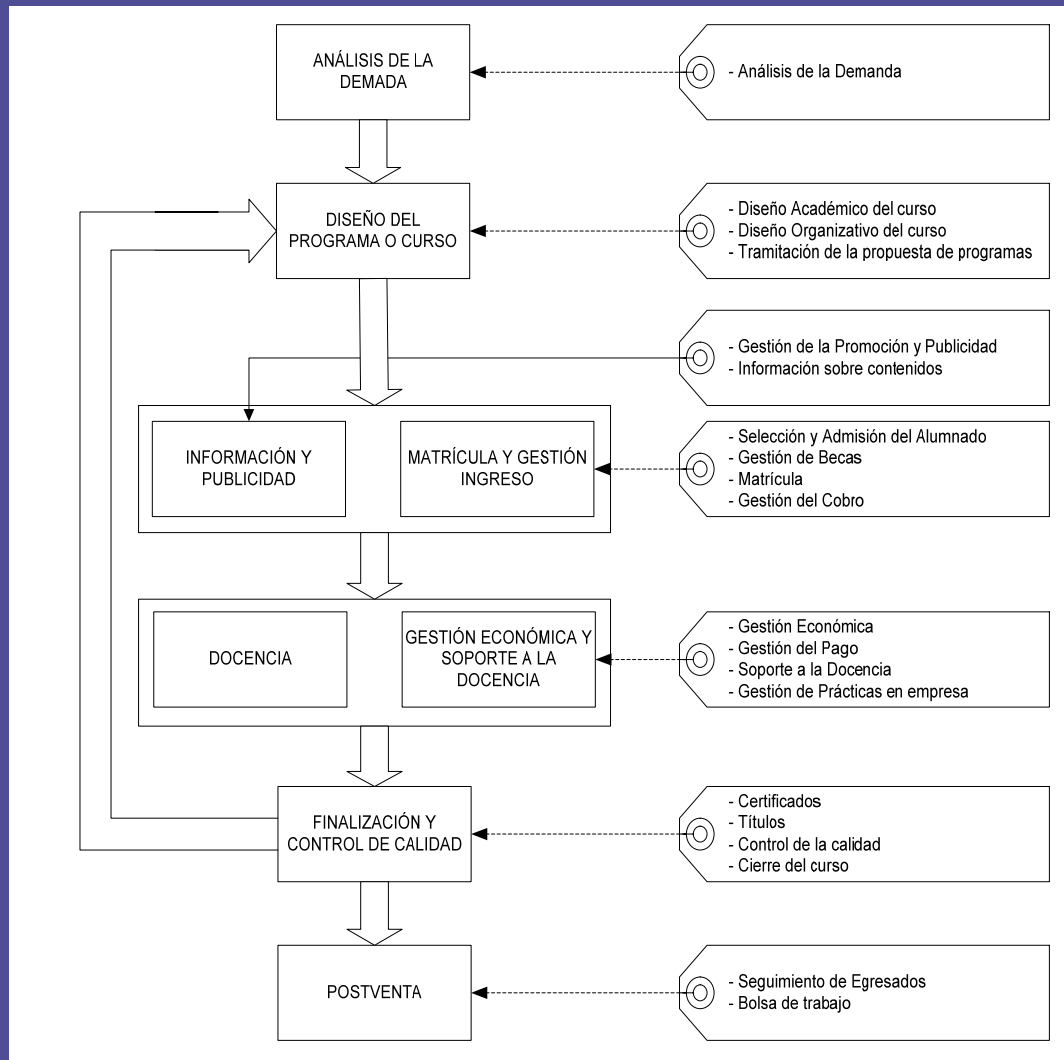 ANÁLISIS DE LA
DEMADA
- Análisis de la Demanda
DISEÑO DEL
PROGRAMA O CURSO
- Diseño Académico del curso
- Diseño Organizativo del curso
- Tramitación de la propuesta de programas
- Gestión de la Promoción y Publicidad
- Información sobre contenidos
INFORMACIÓN Y
PUBLICIDAD
MATRÍCULA Y GESTIÓN
INGRESO
- Selección y Admisión del Alumnado
- Gestión de Becas
- Matrícula
- Gestión del Cobro
DOCENCIA
GESTIÓN ECONÓMICA Y
SOPORTE A LA
DOCENCIA
- Gestión Económica
- Gestión del Pago
- Soporte a la Docencia
- Gestión de Prácticas en empresa
FINALIZACIÓN Y
CONTROL DE CALIDAD
- Certificados
- Títulos
- Control de la calidad
- Cierre del curso
POSTVENTA
- Seguimiento de Egresados
- Bolsa de trabajo